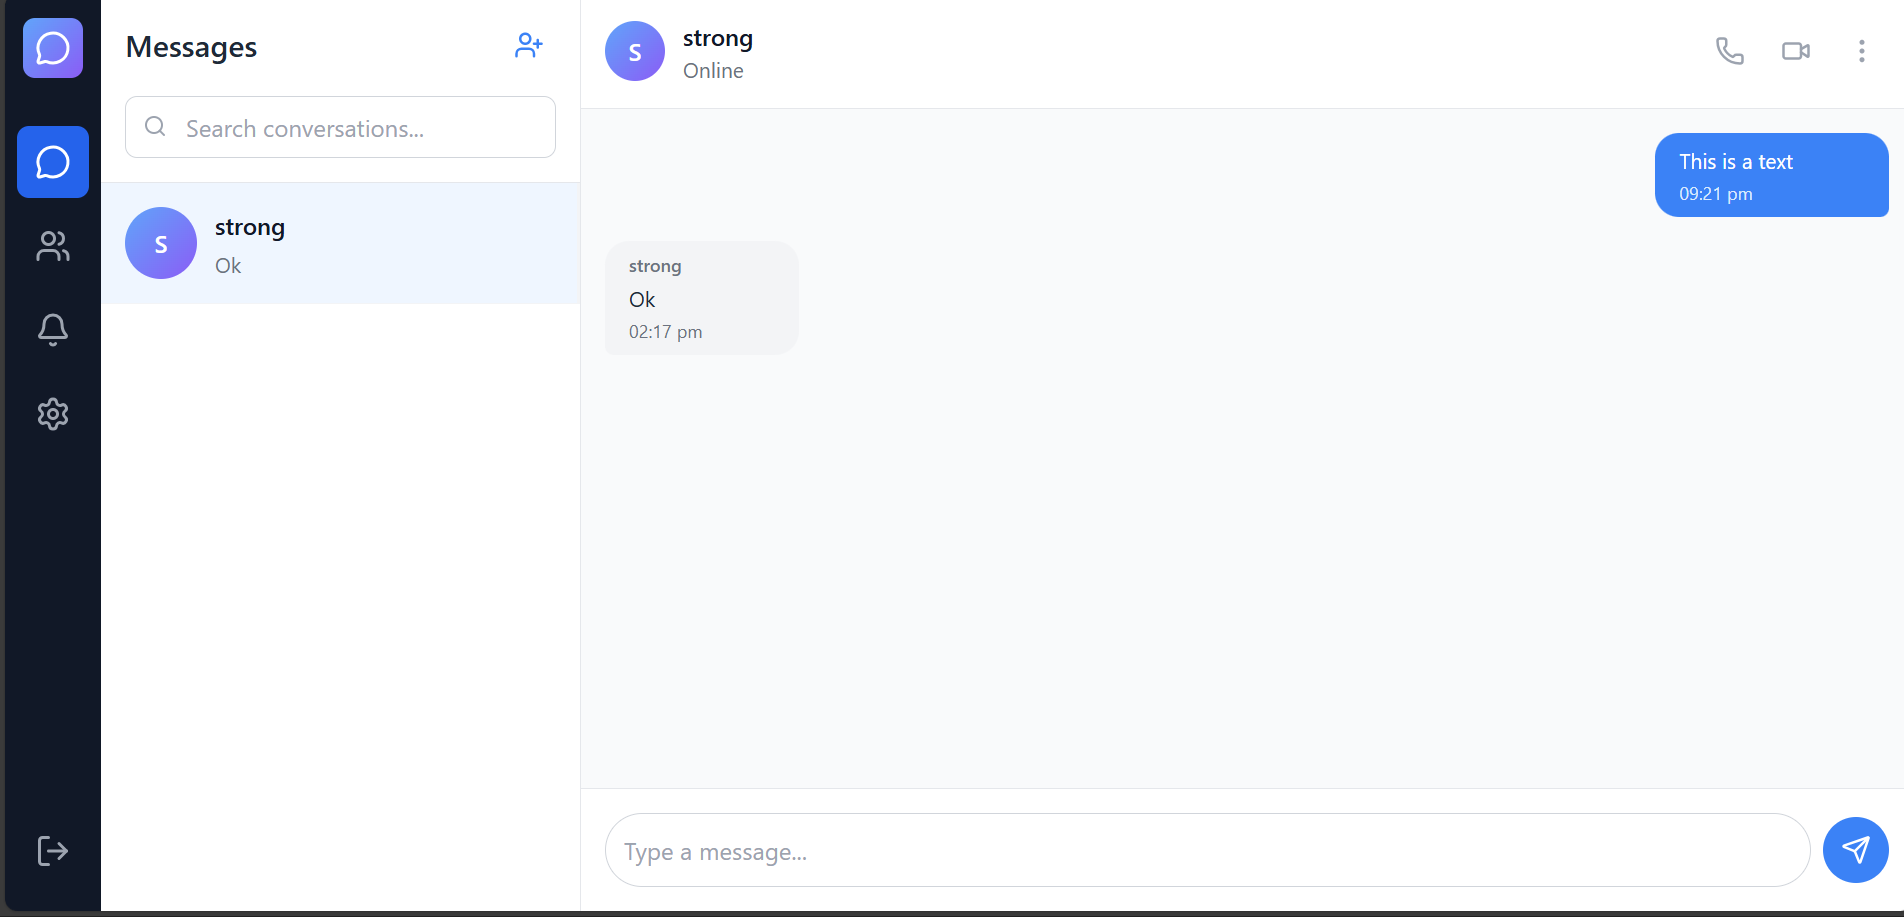 Messages
Search conversations...
S
strong
Ok
S
strong
Online
This is a text
09:21 pm
strong
Ok
02:17 pm
Type a message...